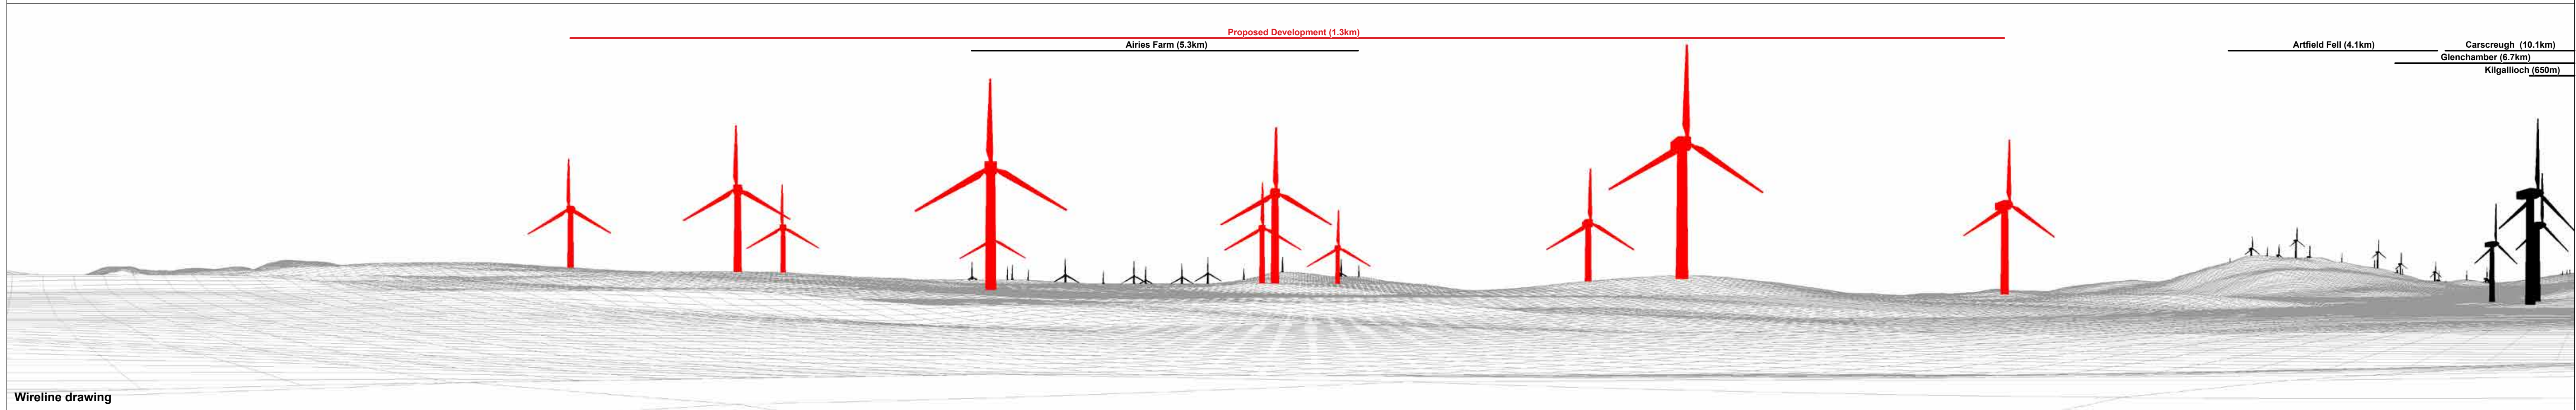 Proposed Development (1.3km)
Airies Farm (5.3km)
Artfield Fell (4.1km)
Carscreugh (10.1km)
Glenchamber (6.7km)
Kilgallioch (650m)
Wireline drawing